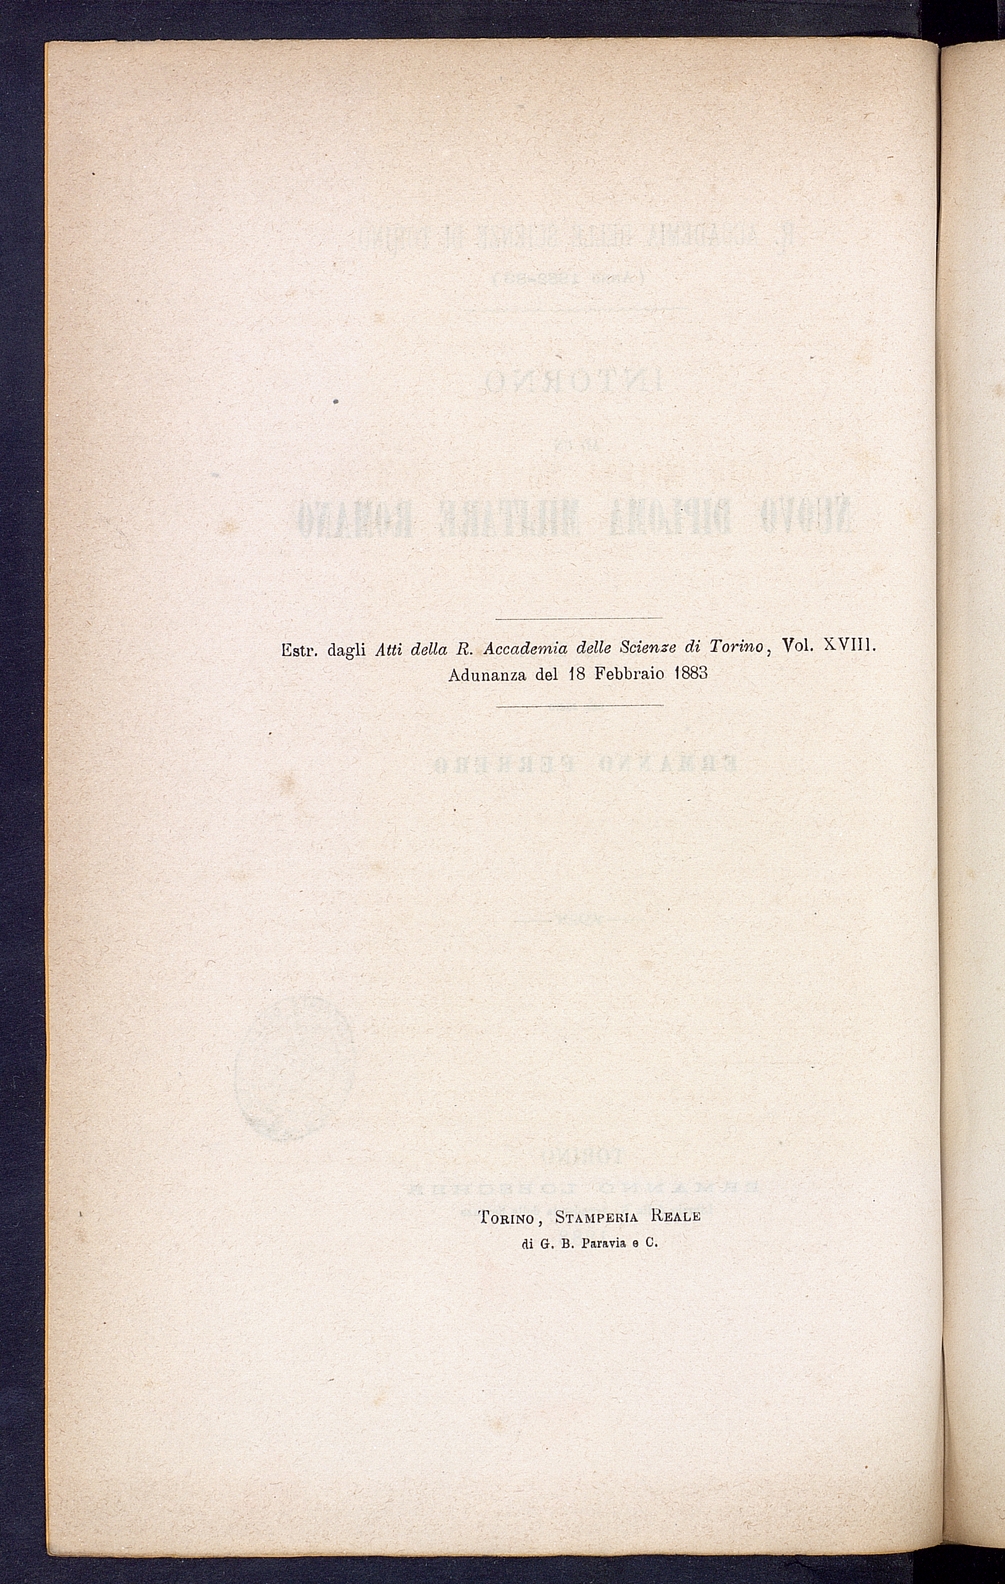 Estr. dagli Atti della R. Accademia delle Scienze di Torino, Vol. XVIII.
Adunanza del 18 Febbraio 1883
TORINO, STAMPERIA REALE
di G. B. Paravia e C.